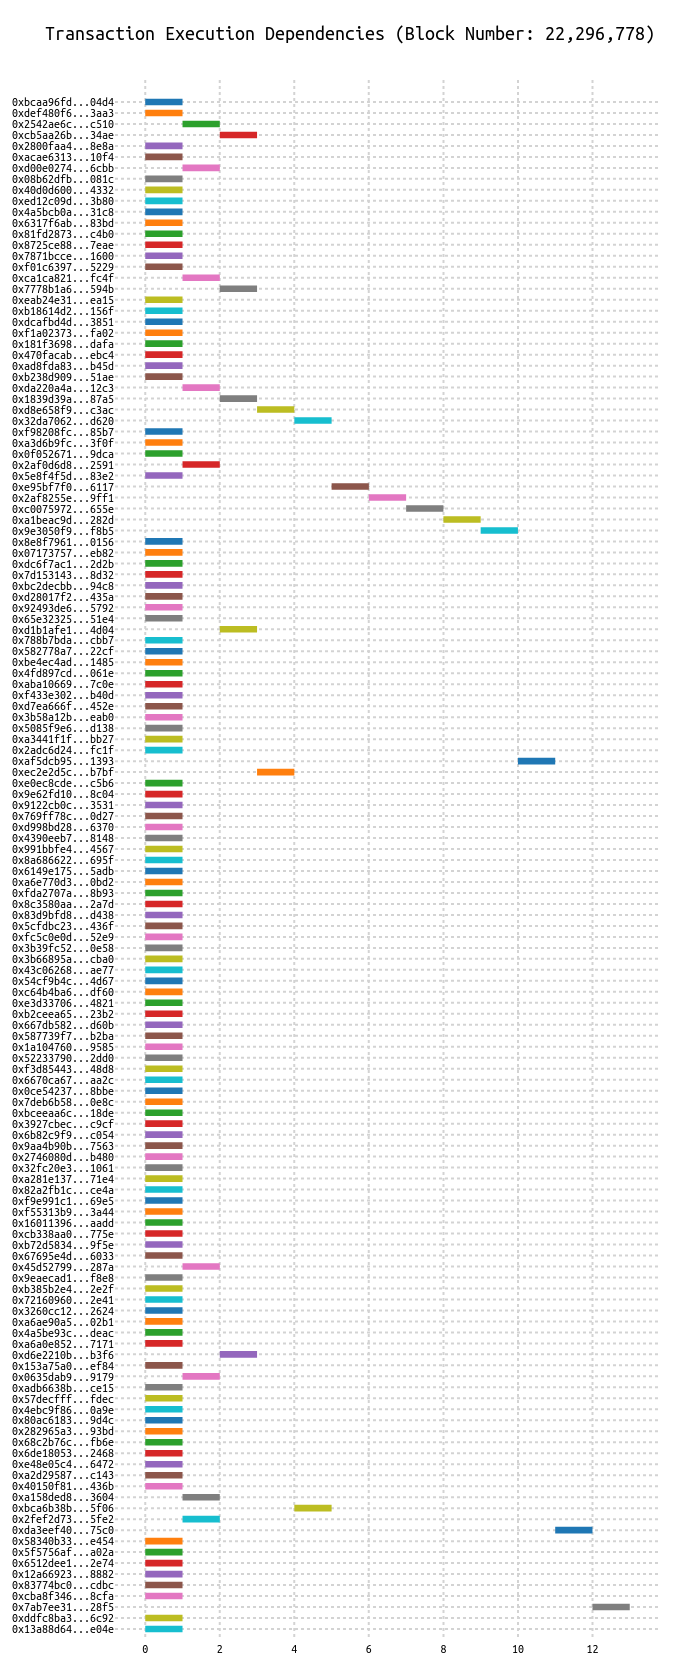 Transaction Execution Dependencies (Block Number: 22,296,778)
0xbcaa96fd...04d4
0xdef480f6...3aa3
0x2542ae6c...c510
0xcb5aa26b...34ae
0x2800faa4...8e8a
0xacae6313...10f4
0xd00e0274...6cbb
0x08b62dfb...081c
0x40d0d600...4332
0xed12c09d...3b80
0x4a5bcb0a...31c8
0x6317f6ab...83bd
0x81fd2873...c4b0
0x8725ce88...7eae
0x7871bcce...1600
0xf01c6397...5229
0xca1ca821...fc4f
0x7778b1a6...594b
0xeab24e31...ea15
0xb18614d2...156f
0xdcafbd4d...3851
0xf1a02373...fa02
0x181f3698...dafa
0x470facab...ebc4
0xad8fda83...b45d
0xb238d909...51ae
0xda220a4a...12c3
0x1839d39a...87a5
0xd8e658f9...c3ac
0x32da7062...d620
0xf98208fc...85b7
0xa3d6b9fc...3f0f
0x0f052671...9dca
0x2af0d6d8...2591
0x5e8f4f5d...83e2
0xe95bf7f0...6117
0x2af8255e...9ff1
0xc0075972...655e
0xa1beac9d...282d
0x9e3050f9...f8b5
0x8e8f7961...0156
0x07173757...eb82
0xdc6f7ac1...2d2b
0x7d153143...8d32
0xbc2decbb...94c8
0xd28017f2...435a
0x92493de6...5792
0x65e32325...51e4
0xd1b1afe1...4d04
0x788b7bda...cbb7
0x582778a7...22cf
0xbe4ec4ad...1485
0x4fd897cd...061e
0xaba10669...7c0e
0xf433e302...b40d
0xd7ea666f...452e
0x3b58a12b...eab0
0x5085f9e6...d138
0xa3441f1f...bb27
0x2adc6d24...fc1f
0xaf5dcb95...1393
0xec2e2d5c...b7bf
0xe0ec8cde...c5b6
0x9e62fd10...8c04
0x9122cb0c...3531
0x769ff78c...0d27
0xd998bd28...6370
0x4390eeb7...8148
0x991bbfe4...4567
0x8a686622...695f
0x6149e175...5adb
0xa6e770d3...0bd2
0xfda2707a...8b93
0x8c3580aa...2a7d
0x83d9bfd8...d438
0x5cfdbc23...436f
0xfc5c0e0d...52e9
0x3b39fc52...0e58
0x3b66895a...cba0
0x43c06268...ae77
0x54cf9b4c...4d67
0xc64b4ba6...df60
0xe3d33706...4821
0xb2ceea65...23b2
0x667db582...d60b
0x587739f7...b2ba
0x1a104760...9585
0x52233790...2dd0
0xf3d85443...48d8
0x6670ca67...aa2c
0x0ce54237...8bbe
0x7deb6b58...0e8c
0xbceeaa6c...18de
0x3927cbec...c9cf
0x6b82c9f9...c054
0x9aa4b90b...7563
0x2746080d...b480
0x32fc20e3...1061
0xa281e137...71e4
0x82a2fb1c...ce4a
0xf9e991c1...69e5
0xf55313b9...3a44
0x16011396...aadd
0xcb338aa0...775e
0xb72d5834...9f5e
0x67695e4d...6033
0x45d52799...287a
0x9eaecad1...f8e8
0xb385b2e4...2e2f
0x72160960...2e41
0x3260cc12...2624
0xa6ae90a5...02b1
0x4a5be93c...deac
0xa6a0e852...7171
0xd6e2210b...b3f6
0x153a75a0...ef84
0x0635dab9...9179
0xadb6638b...ce15
0x57decfff...fdec
0x4ebc9f86...0a9e
0x80ac6183...9d4c
0x282965a3...93bd
0x68c2b76c...fb6e
0x6de18053...2468
0xe48e05c4...6472
0xa2d29587...c143
0x40150f81...436b
0xa158ded8...3604
0xbca6b38b...5f06
0x2fef2d73...5fe2
0xda3eef40...75c0
0x58340b33...e454
0x5f5756af...a02a
0x6512dee1...2e74
0x12a66923...8882
0x83774bc0...cdbc
0xcba8f346...8cfa
0x7ab7ee31...28f5
0xddfc8ba3...6c92
0x13a88d64...e04e
0 2 4 6 8 10 12